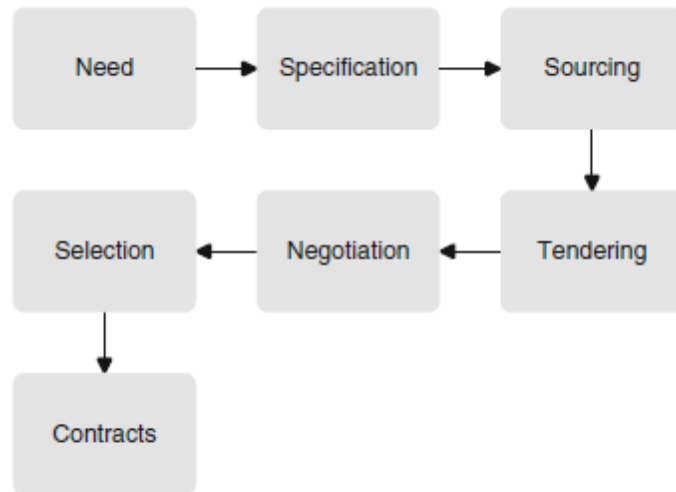 Need
Specification
Sourcing
Tendering
Negotiation
Selection
Contracts